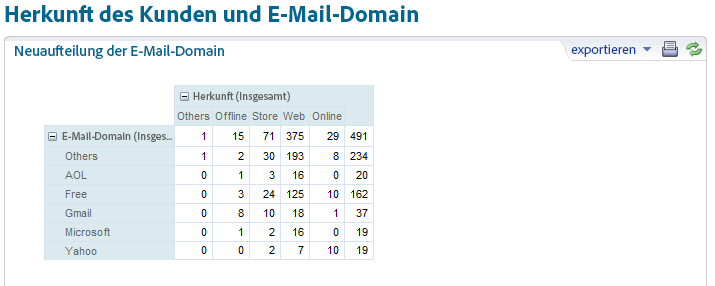 Herkunft des Kunden und E-Mail-Domain
Neuaufteilung der E-Mail-Domain
exportieren
Herkunft (Insgesamt)
Others Offline Store Web Online
E-Mail-Domain (Insges... 1 15 71 375 29 491
Others 1 2 30 193 8 234
AOL 0 1 3 16 0 20
Free 0 3 24 125 10 162
Gmail 0 8 10 18 1 37
Microsoft 0 1 2 16 0 19
Yahoo 0 0 2 7 10 19